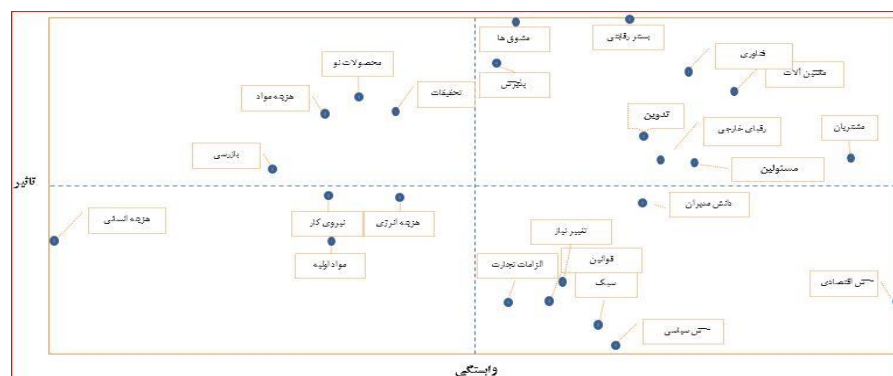 مشوق ها
بستر رقابتی
فناوری
محصولات نو
پذیرش
ماشین آلات
تحقیقات
هزینه مواد
تدوین
رقبای خارجی
مشتریان
بازرسی
مسئولین
تاثیر
دانش مدیران
هزینه انسانی
نیروی کار
هزینه انرژی
تغییر نیاز
مواد اولیه
الزامات تجارت
قوانین
سبک
اقتصادی
سیاسی
وابستگی